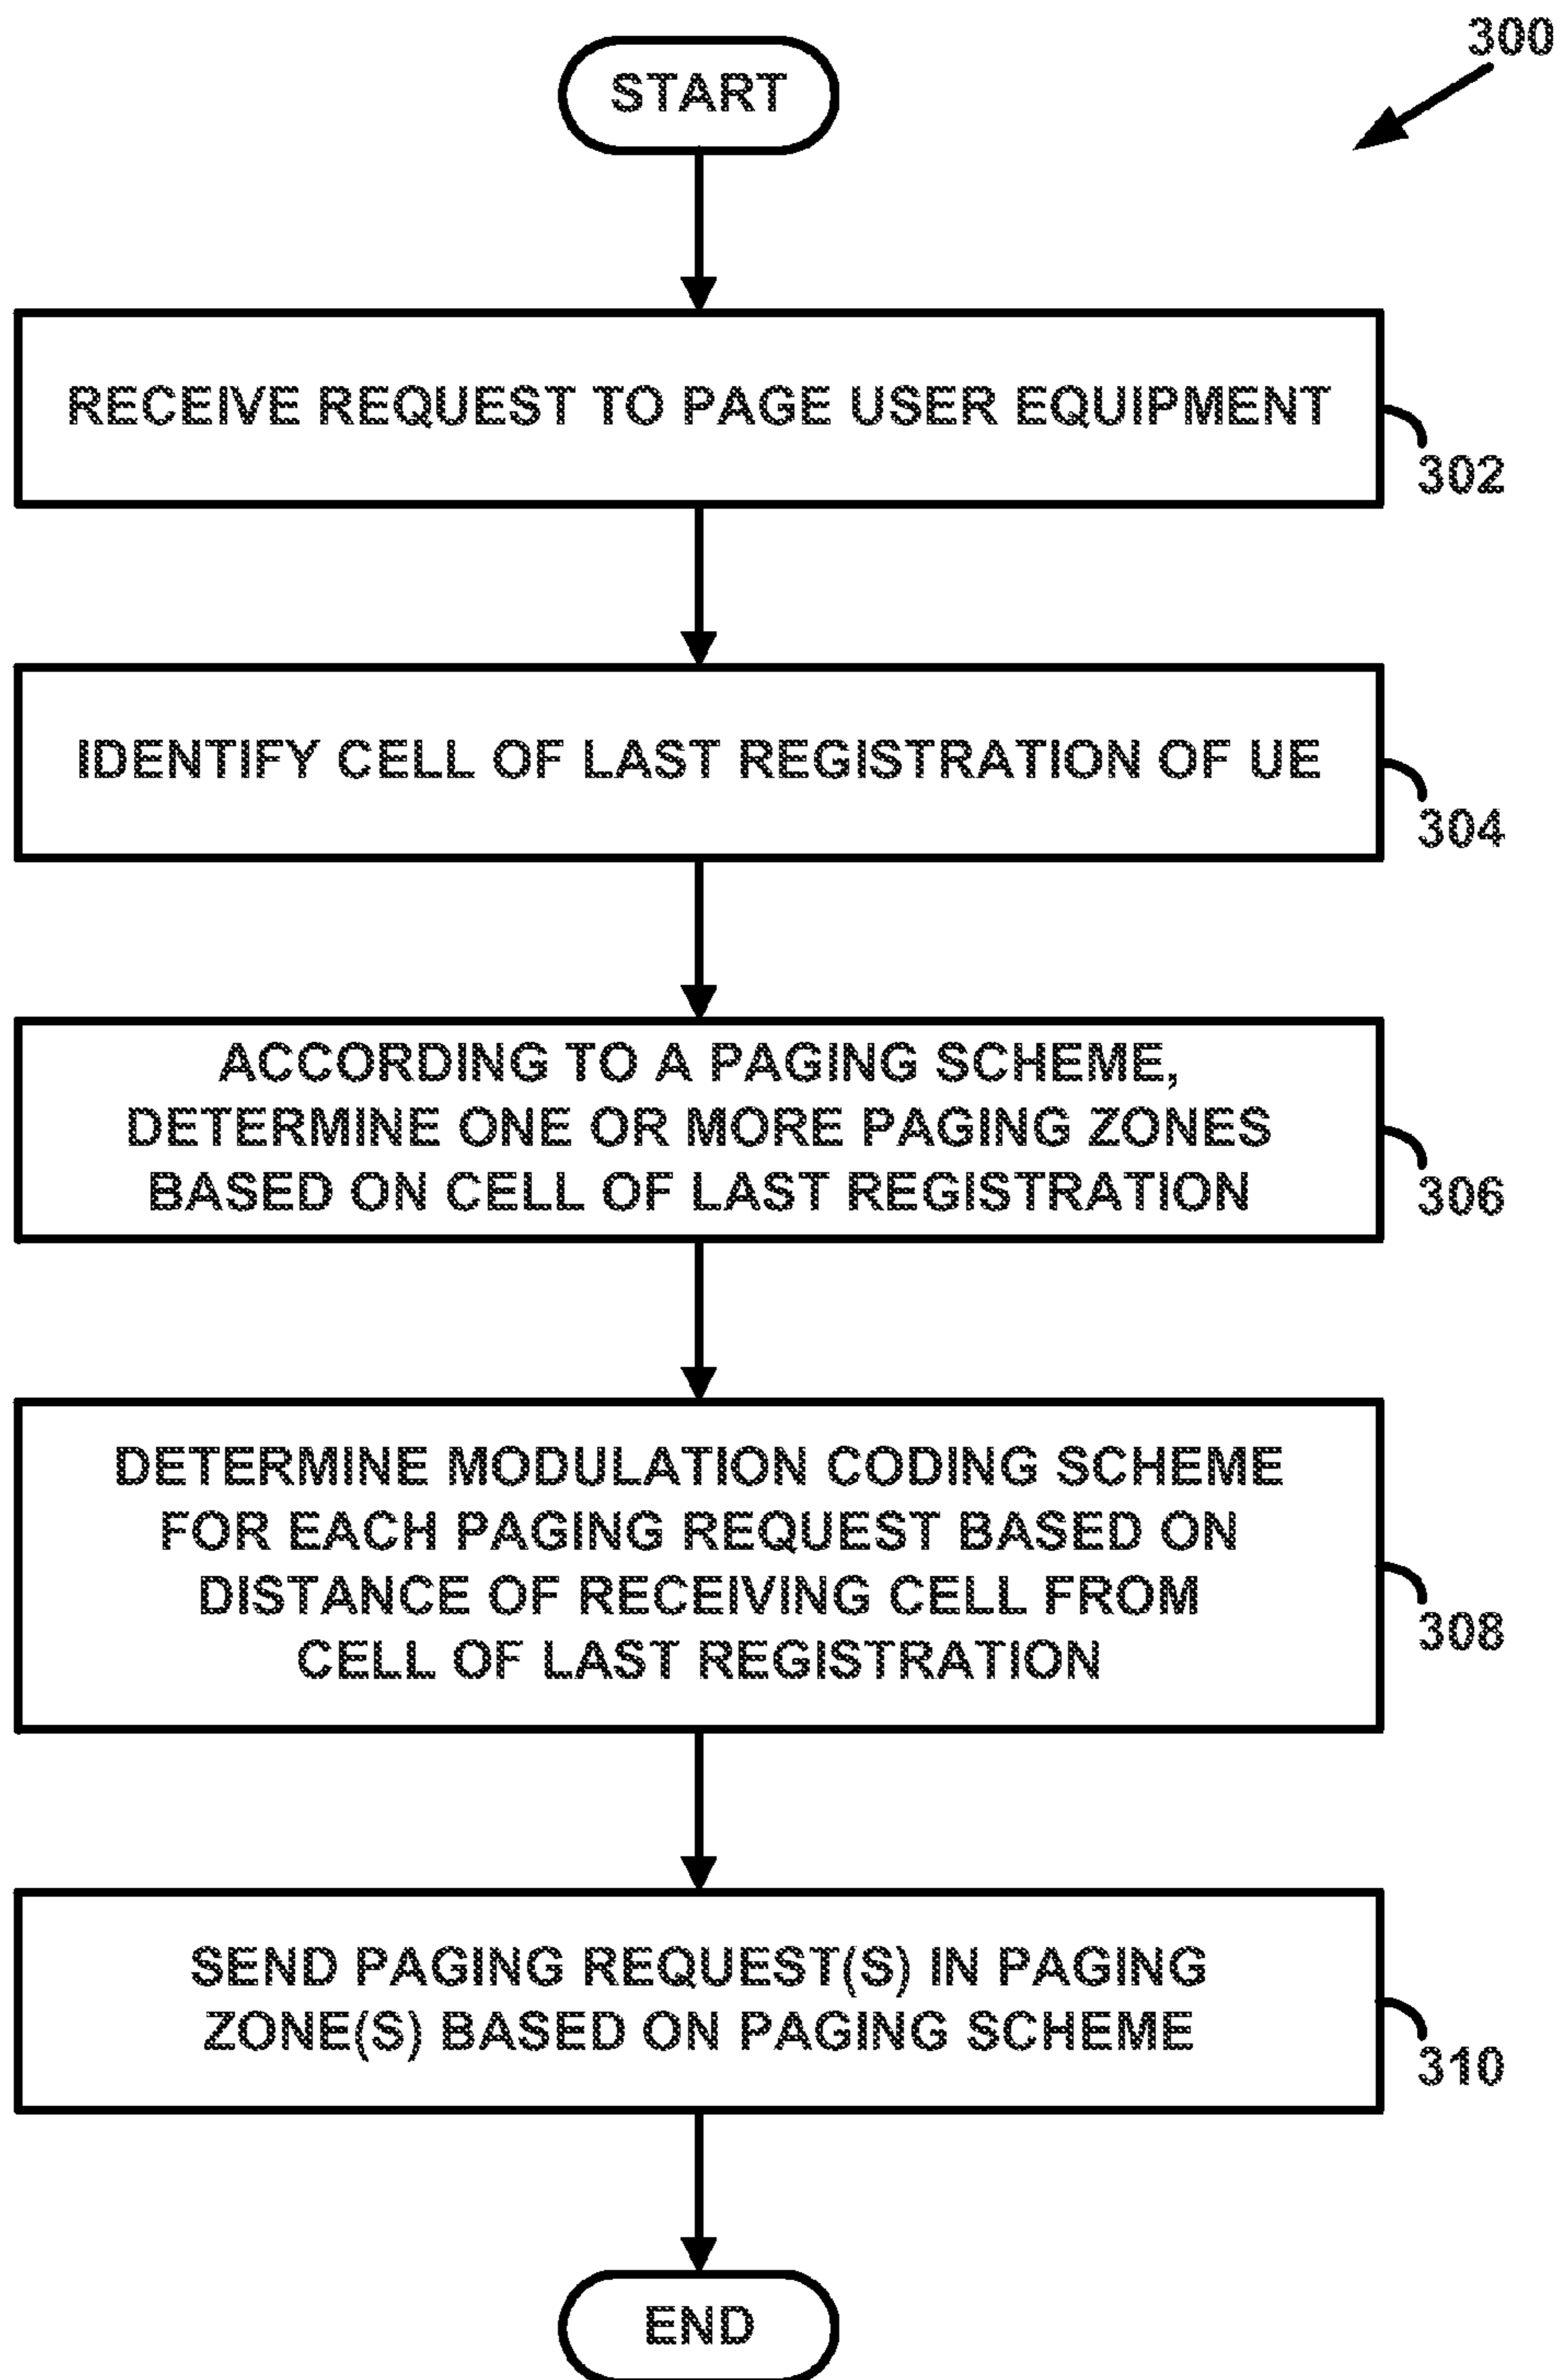 300
START
RECEIVE REQUEST TO PAGE USER EQUIPMENT
302
IDENTIFY CELL OF LAST REGISTRATION OF UE
304
ACCORDING TO A PAGING SCHEME,
DETERMINE ONE OR MORE PAGING ZONES
BASED ON CELL OF LAST REGISTRATION
306
DETERMINE MODULATION CODING SCHEME
FOR EACH PAGING REQUEST BASED ON
DISTANCE OF RECEIVING CELL FROM
CELL OF LAST REGISTRATION
308
SEND PAGING REQUEST(S) IN PAGING
ZONE(S) BASED ON PAGING SCHEME
310
END